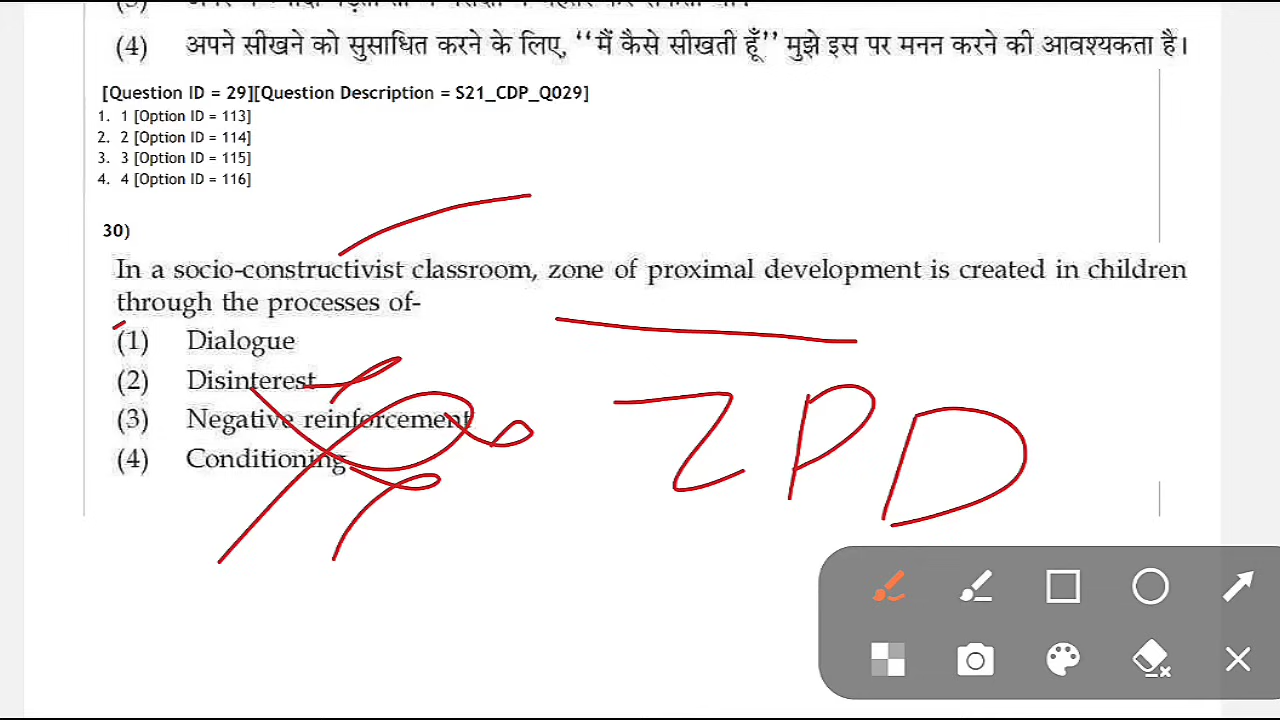 (4) अपने सीखने को सुसाधित करने के लिए, "मैं कैसे सीखती हूँ" मुझे इस पर मनन करने की आवश्यकता है।
[Question ID = 29][Question Description = S21_CDP_Q029]
1. 1 [Option ID = 113]
2. 2 [Option ID = 114]
3. 3 [Option ID = 115]
4. 4 [Option ID = 116]
30)
In a socio-constructivist classroom, zone of proximal development is created in children
through the processes of-
(1) Dialogue
(2) Disinterest
(3) Negative reinforcement
(4) Conditioning
ZPD